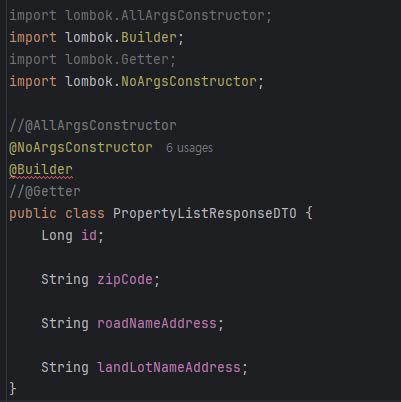 import lombok.AllArgsConstructor;
import lombok.Builder;
import lombok.Getter;
import lombok.NoArgsConstructor;
//@AllArgsConstructor
@NoArgsConstructor 6 usages
@Builder
//@Getter
public class PropertyListResponseDTO {
    Long id;
    String zipCode;
    String roadNameAddress;
    String landLotNameAddress;
}